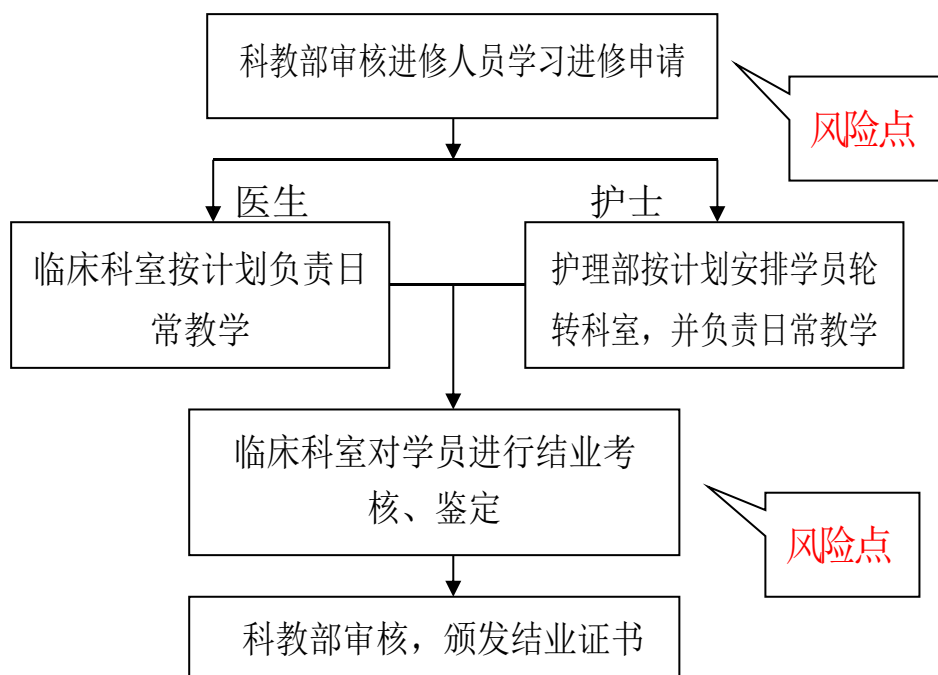 科教部审核进修人员学习进修申请
风险点
医生
护士
临床科室按计划负责日
常教学
护理部按计划安排学员轮
转科室，并负责日常教学
临床科室对学员进行结业考
核、鉴定
风险点
科教部审核，颁发结业证书